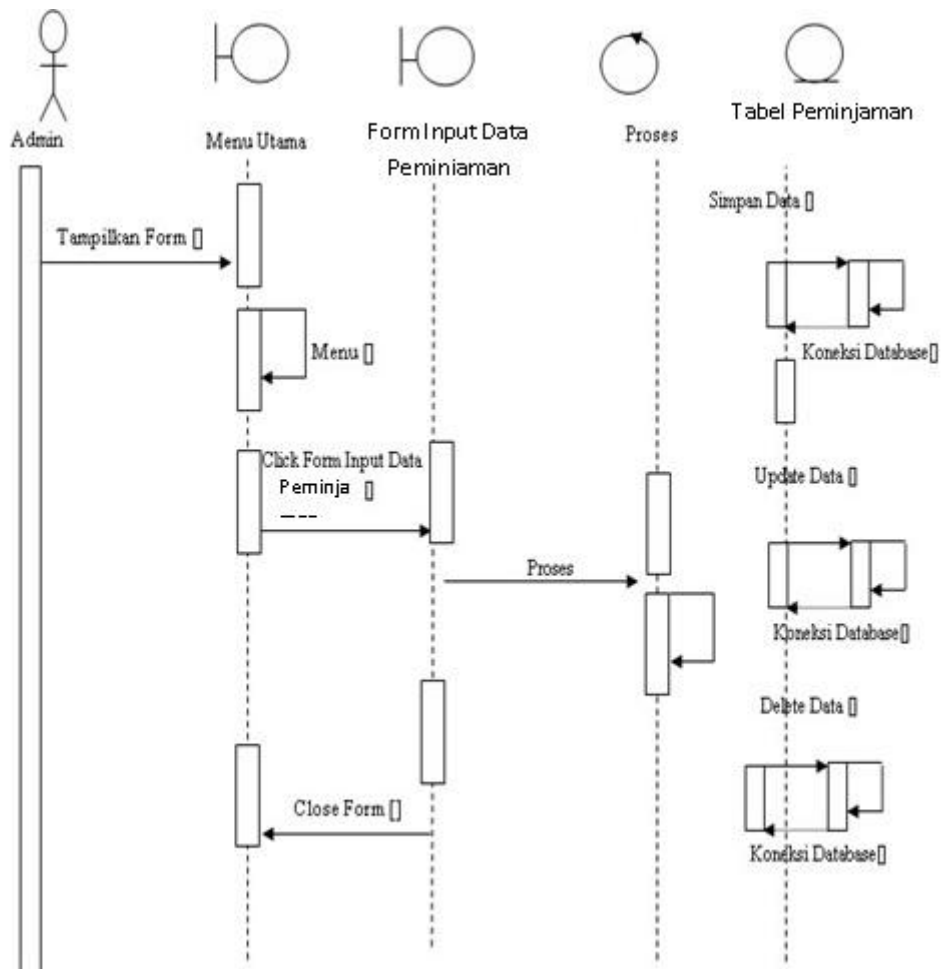 Admin
Menu Utama
Form Input Data
Peminiaman
Proses
Tabel Peminjaman
Simpan Data []
Tampilkan Form []
Menu []
Koneksi Database[]
Click Form Input Data
Peminja []
Update Data []
Proses
Koneksi Database[]
Delete Data []
Close Form []
Koneksi Database[]